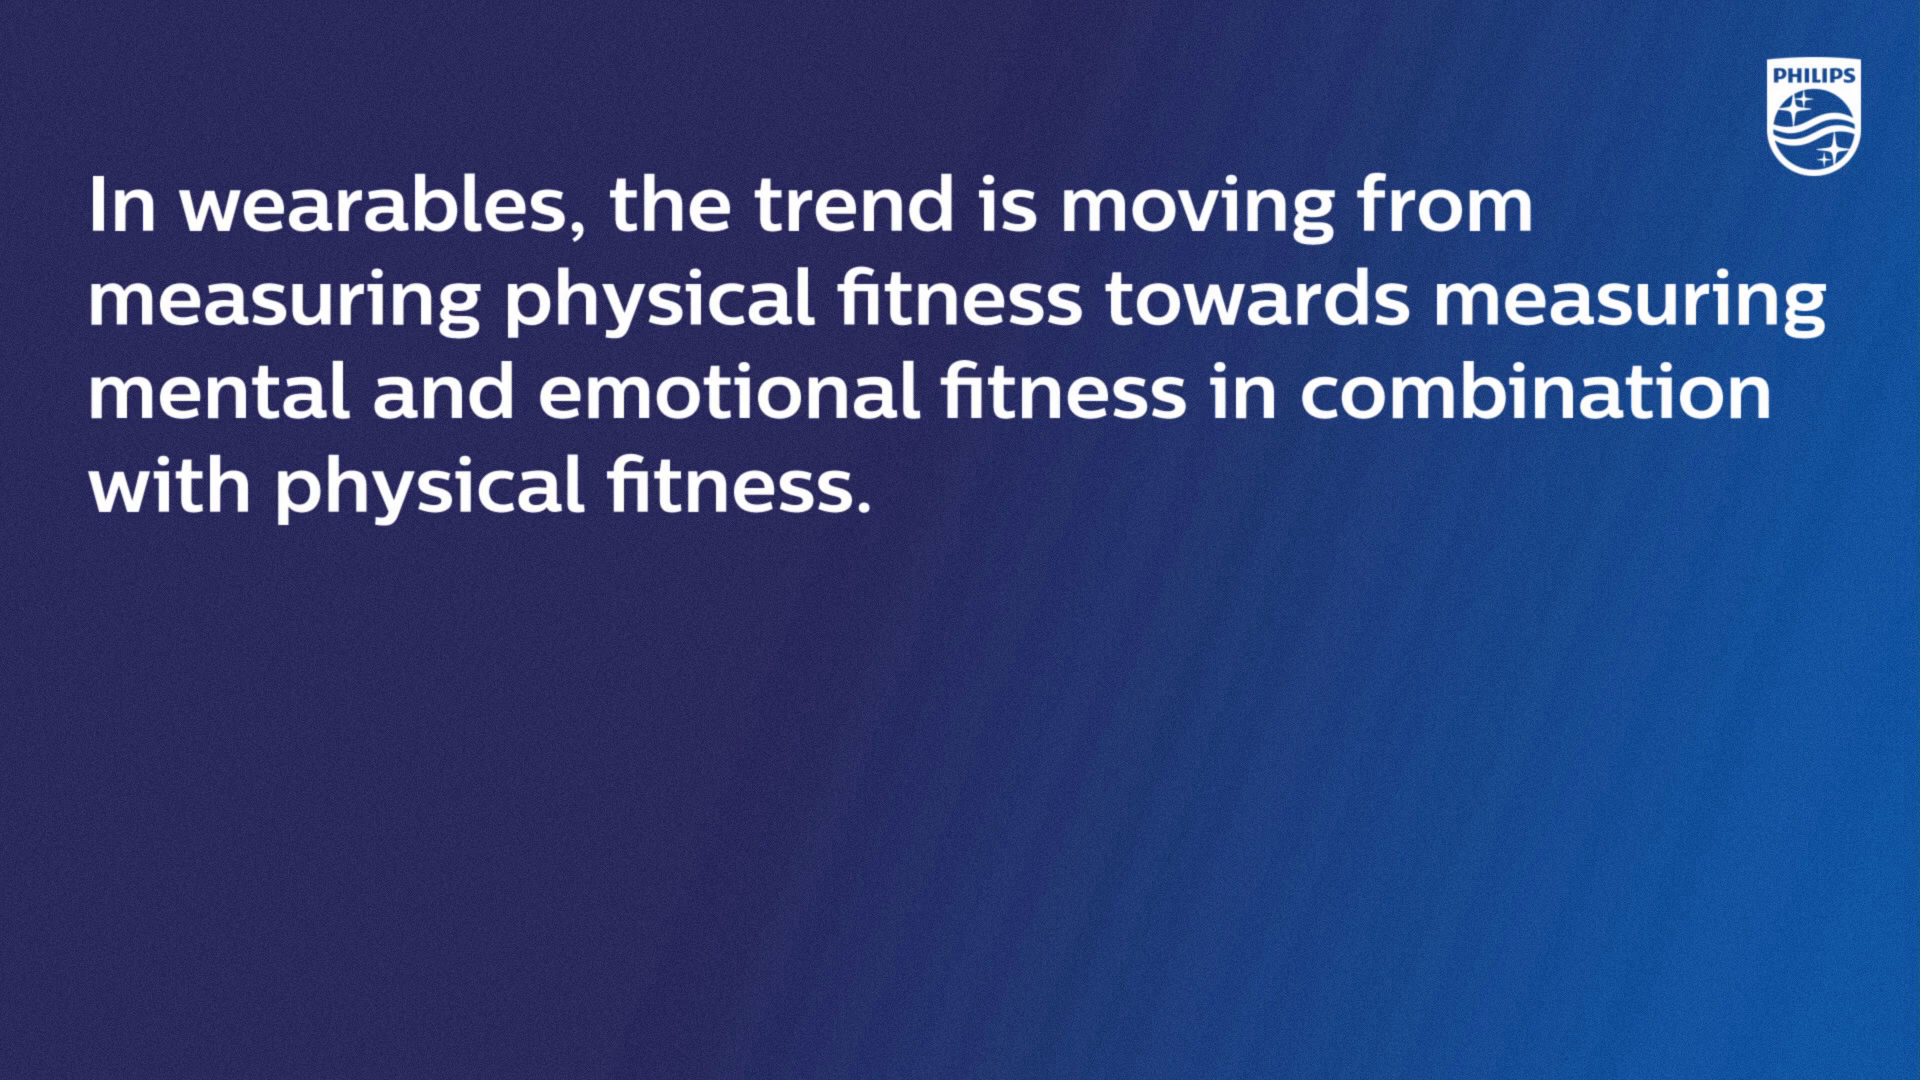 PHILIPS
In wearables, the trend is moving from
measuring physical fitness towards measuring
mental and emotional fitness in combination
with physical fitness.